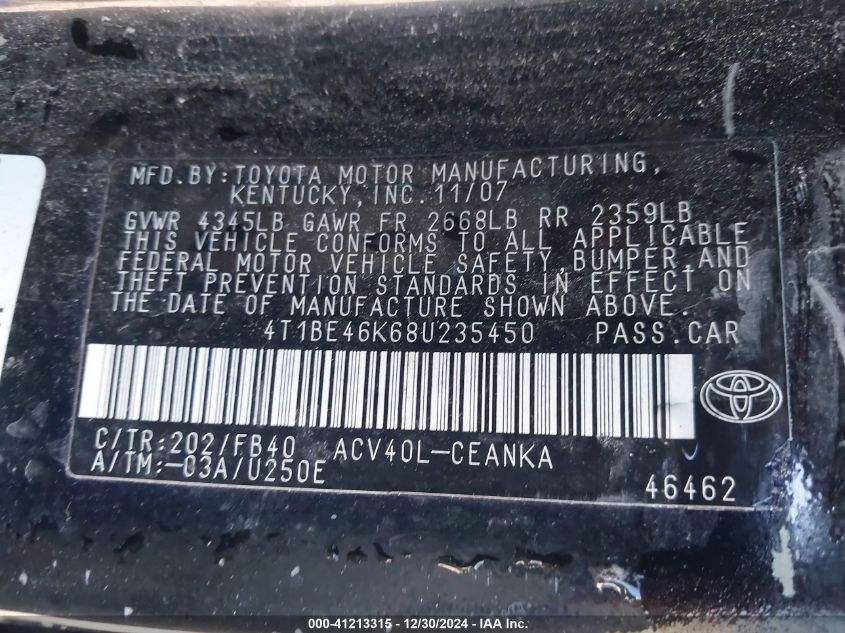 MFD.BY:TOYOTA MOTOR MANUFACTURING,
KENTUCKY,INC.11/07
GVWR 4345LB GAWR FR 2668LB RR 2359LB
THIS VEHICLE CONFORMS TO ALL APPLICABLE
FEDERAL MOTOR VEHICLE SAFETY,BUMPER,AND
THEFT PREVENTION STANDARDS IN EFFECT ON
THE DATE OF MANUFACTURE SHOWN ABOVE.
4T1BE46K68U235450 PASS.CAR
C/TR:202/FB40 ACV40L-CEANKA
A/TM:-03A/U250E
46462
000-41213315 - 12/30/2024 - IAA Inc.